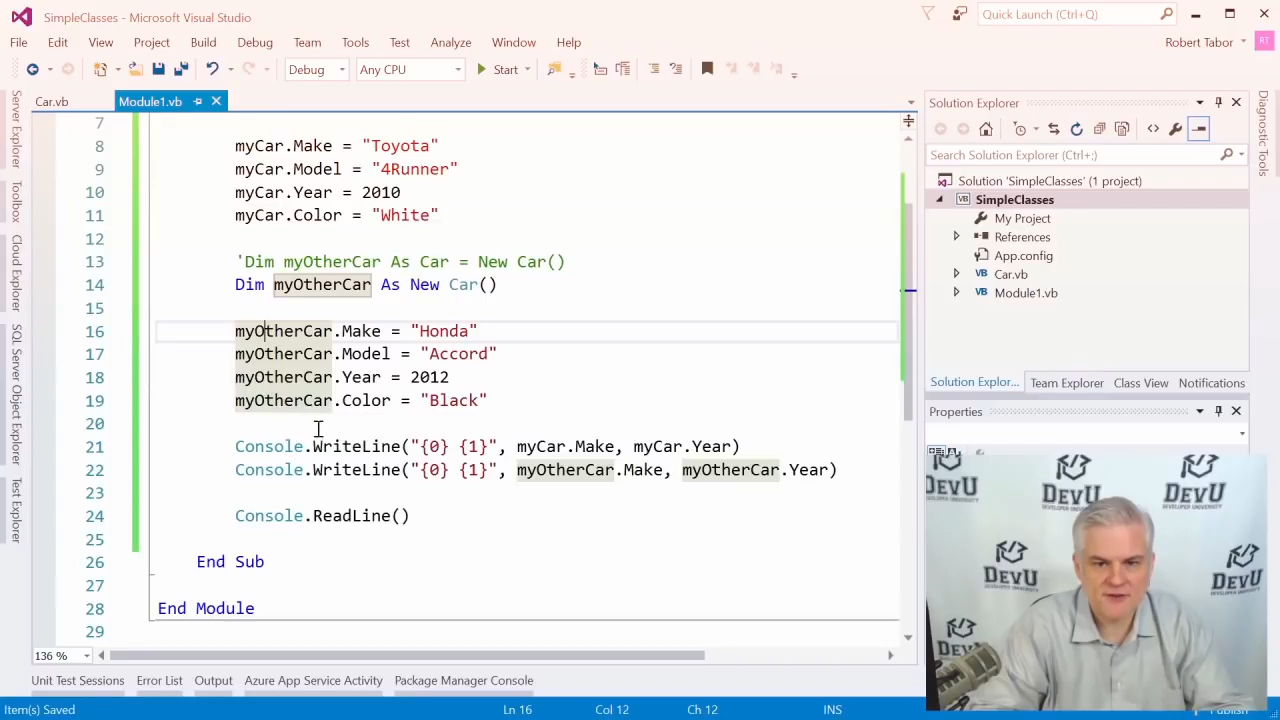 SimpleClasses - Microsoft Visual Studio
Quick Launch (Ctrl+Q)
File Edit View Project Build Debug Team Tools Test Analyze Window Help
Robert Tabor RT
Debug Any CPU Start
Car.vb Module1.vb
Server Explorer
Toolbox
Cloud Explorer
SQL Server Object Explorer
Test Explorer
7
8 myCar.Make = "Toyota"
9 myCar.Model = "4Runner"
10 myCar.Year = 2010
11 myCar.Color = "White"
12
13 'Dim myOtherCar As Car = New Car()
14 Dim myOtherCar As New Car()
15
16 myOtherCar.Make = "Honda"
17 myOtherCar.Model = "Accord"
18 myOtherCar.Year = 2012
19 myOtherCar.Color = "Black"
20
21 Console.WriteLine("{0} {1}", myCar.Make, myCar.Year)
22 Console.WriteLine("{0} {1}", myOtherCar.Make, myOtherCar.Year)
23
24 Console.ReadLine()
25
26 End Sub
27
28 End Module
29
136 %
Solution Explorer
Search Solution Explorer (Ctrl+;)
Solution 'SimpleClasses' (1 project)
SimpleClasses
My Project
References
App.config
Car.vb
Module1.vb
Solution Explor... Team Explorer Class View Notifications
Properties
Diagnostic Tools
DevU DevU DevU
DEVELOPER UNIVERSITY
DevU DevU
Unit Test Sessions Error List Output Azure App Service Activity Package Manager Console
Item(s) Saved Ln 16 Col 12 Ch 12 INS Publish